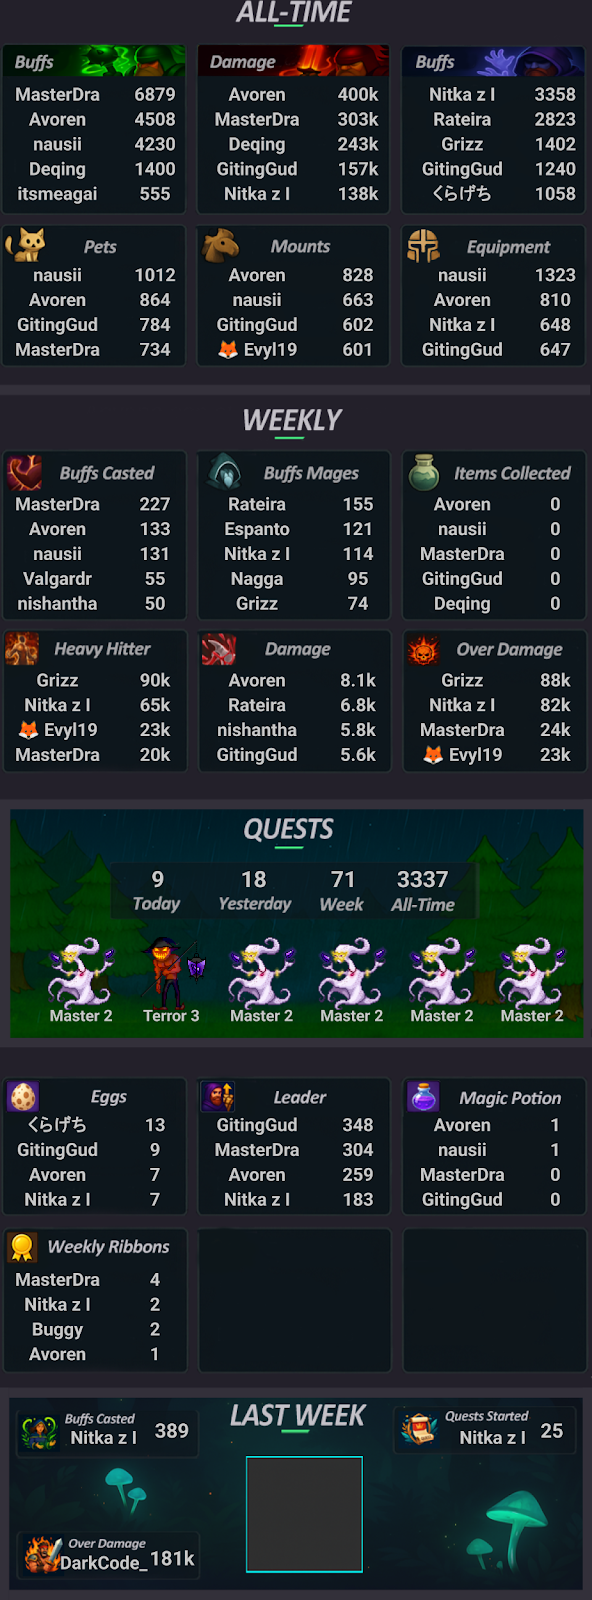 ALL-TIME
Buffs
MasterDra 6879
Avoren 4508
nausii 4230
Deqing 1400
itsmeagai 555
Damage
Avoren 400k
MasterDra 303k
Deqing 243k
GitingGud 157k
Nitka z I 138k
Buffs
Nitka z I 3358
Rateira 2823
Grizz 1402
GitingGud 1240
くらげち 1058
Pets
nausii 1012
Avoren 864
GitingGud 784
MasterDra 734
Mounts
Avoren 828
nausii 663
GitingGud 602
🦊 Evyl19 601
Equipment
nausii 1323
Avoren 810
Nitka z I 648
GitingGud 647
WEEKLY
Buffs Casted
MasterDra 227
Avoren 133
nausii 131
Valgardr 55
nishantha 50
Buffs Mages
Rateira 155
Espanto 121
Nitka z I 114
Nagga 95
Grizz 74
Items Collected
Avoren 0
nausii 0
MasterDra 0
GitingGud 0
Deqing 0
Heavy Hitter
Grizz 90k
Nitka z I 65k
🦊 Evyl19 23k
MasterDra 20k
Damage
Avoren 8.1k
Rateira 6.8k
nishantha 5.8k
GitingGud 5.6k
Over Damage
Grizz 88k
Nitka z I 82k
MasterDra 24k
🦊 Evyl19 23k
QUESTS
9 18 71 3337
Today Yesterday Week All-Time
Master 2 Terror 3 Master 2 Master 2 Master 2 Master 2
Eggs
くらげち 13
GitingGud 9
Avoren 7
Nitka z I 7
Leader
GitingGud 348
MasterDra 304
Avoren 259
Nitka z I 183
Magic Potion
Avoren 1
nausii 1
MasterDra 0
GitingGud 0
Weekly Ribbons
MasterDra 4
Nitka z I 2
Buggy 2
Avoren 1
LAST WEEK
Buffs Casted
Nitka z I 389
Quests Started
Nitka z I 25
Over Damage
DarkCode_ 181k